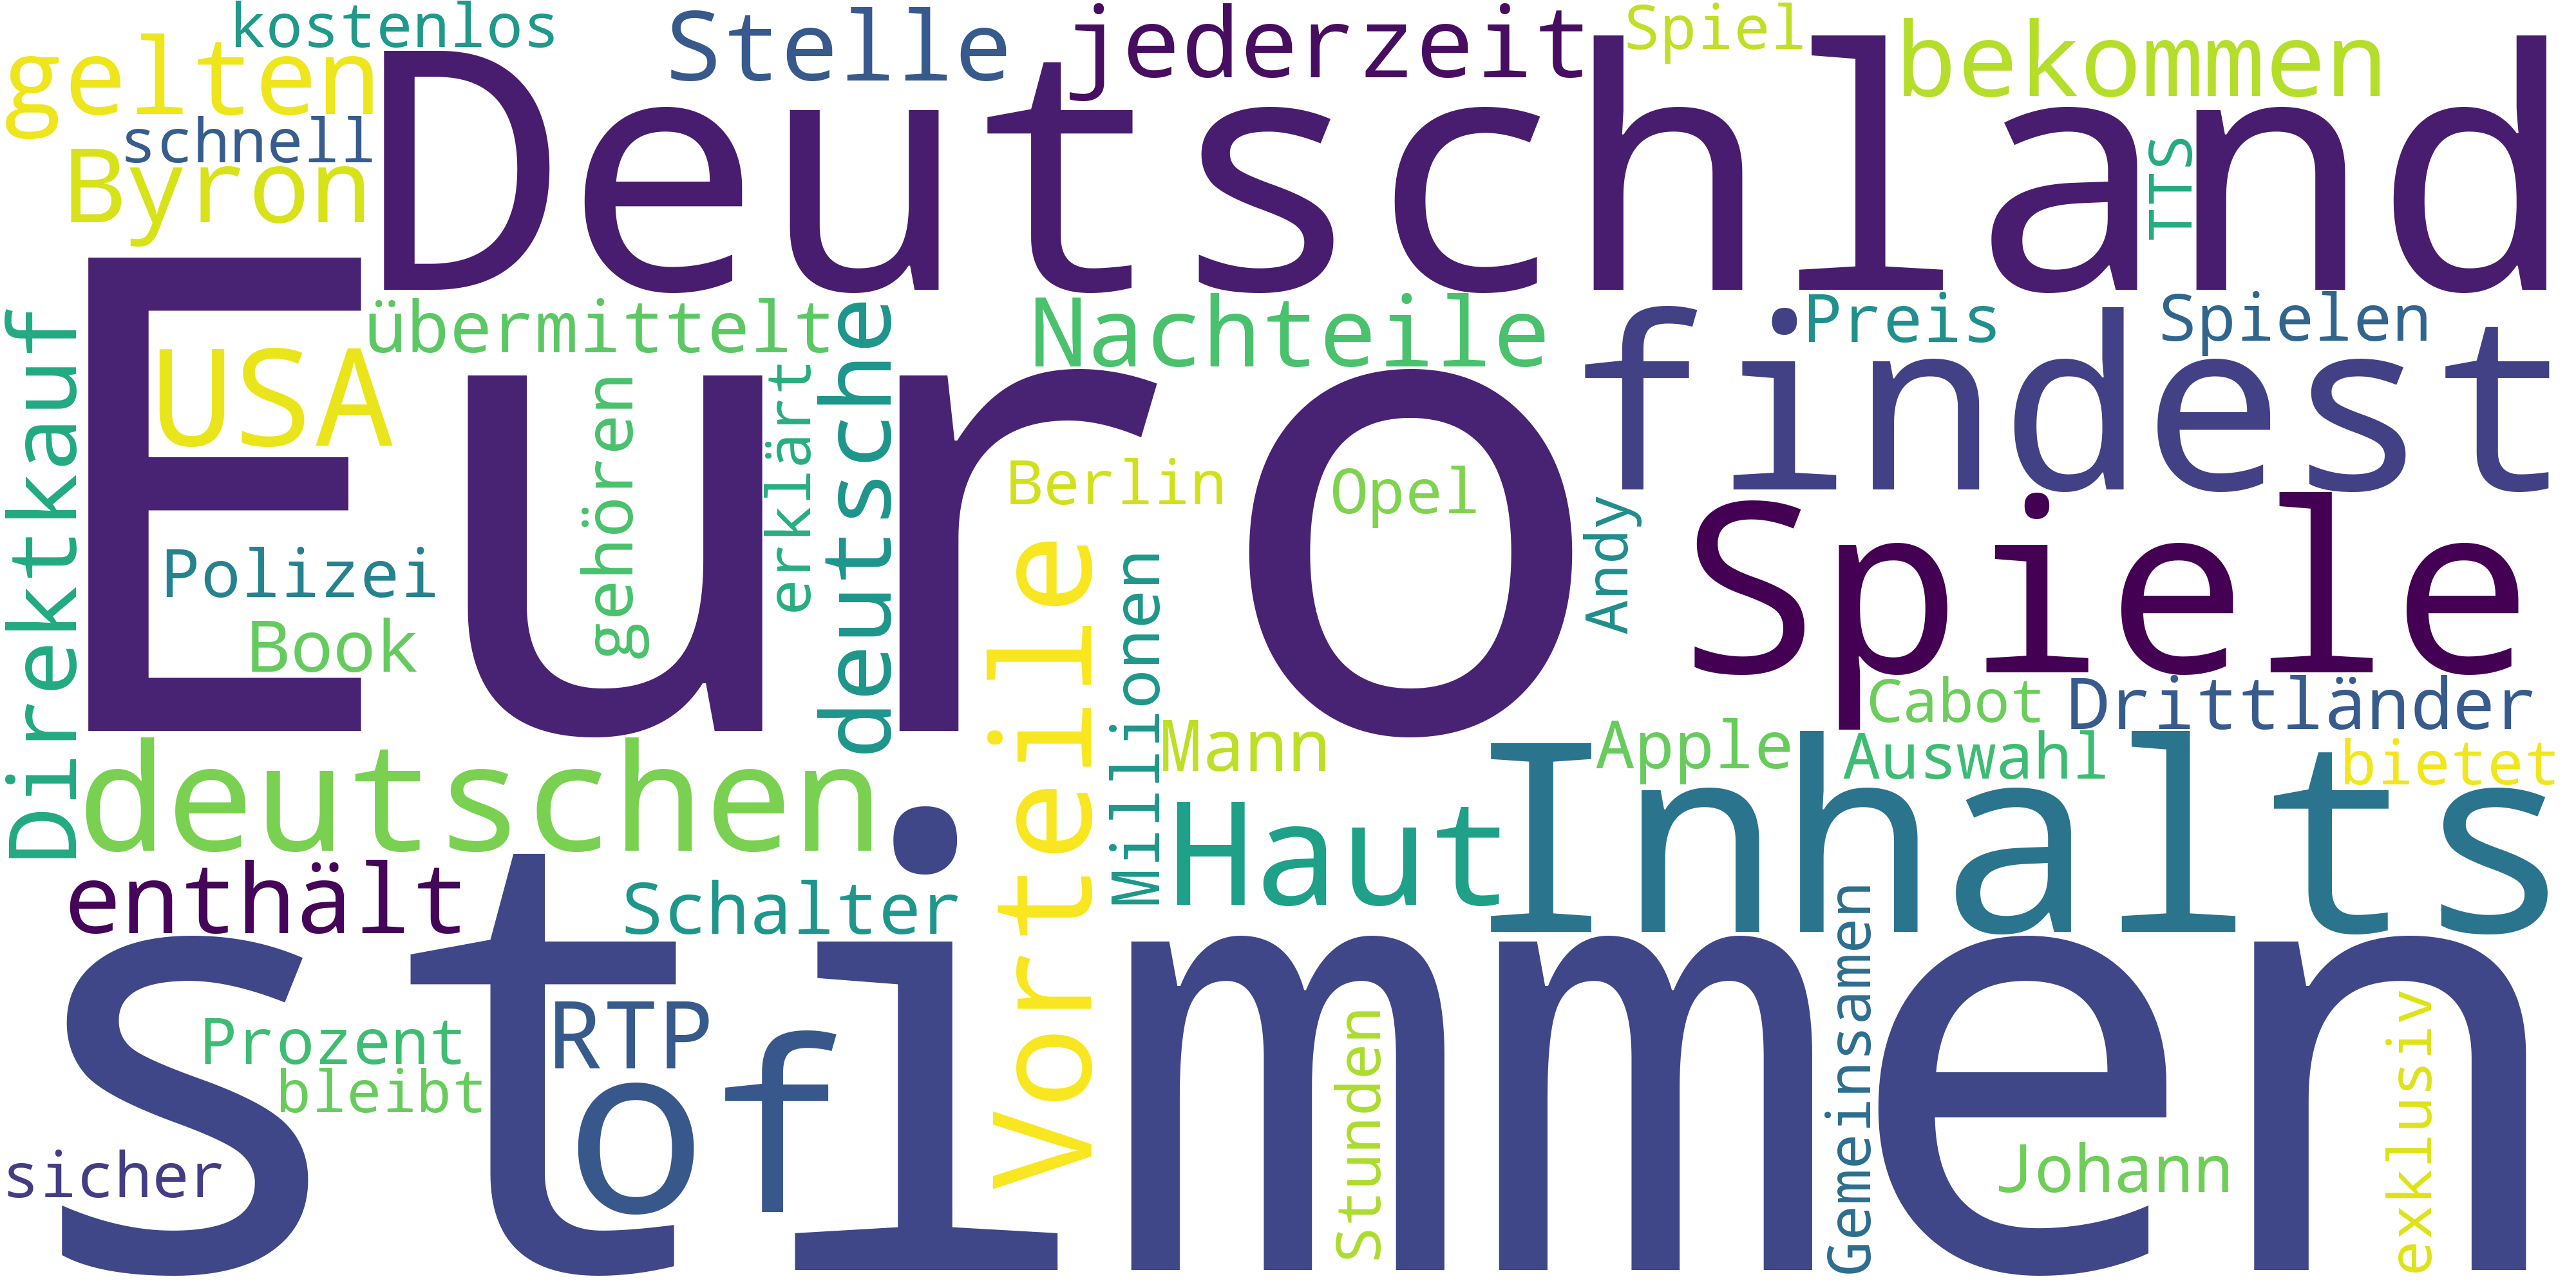 kostenlos
Stelle
jederzeit
Spiel
bekommen
gelten
schnell
Byron
Deutschland
TTS
Direktkauf
USA
übermittelt
deutsche
Nachteile
Preis
Spielen
Euro
findest
gehören
erklärt
Berlin
Opel
Andy
Polizei
Book
Spiele
Vorteile
Millionen
Mann
Apple
Cabot
Drittländer
Auswahl
bietet
deutschen
Haut
Inhalts
enthält
Schalter
stimmen
RTP
of
Prozent
bleibt
sicher
Stunden
Gemeinsamen
Johann
exklusiv